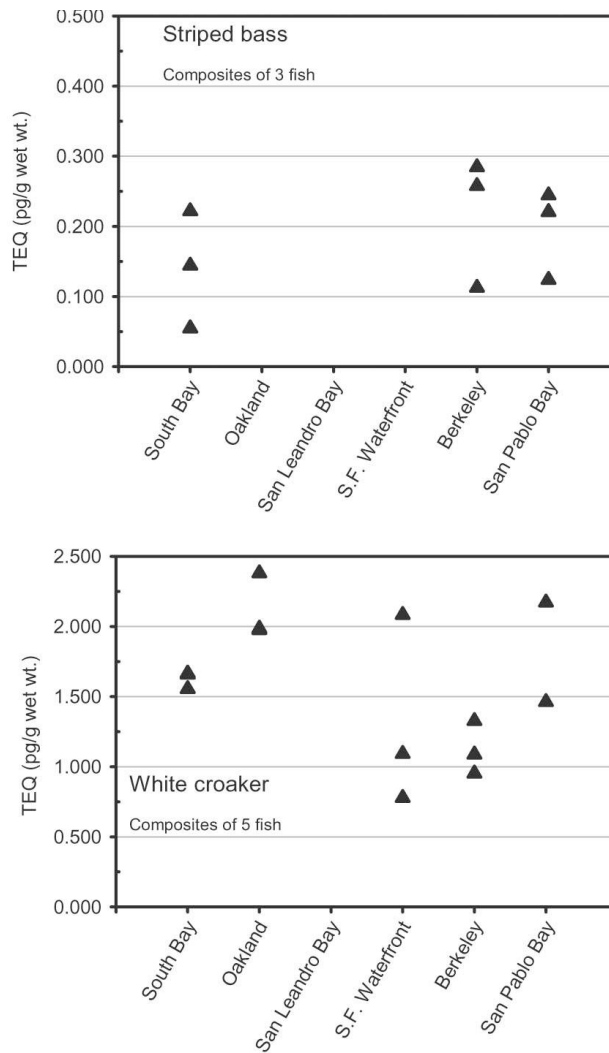 0.500
Striped bass
Composites of 3 fish
0.400
0.300
0.200
0.100
0.000
TEQ (pg/g wet wt.)
South Bay
Oakland
San Leandro Bay
S.F. Waterfront
Berkeley
San Pablo Bay
2.500
2.000
1.500
1.000
White croaker
Composites of 5 fish
0.500
0.000
TEQ (pg/g wet wt.)
South Bay
Oakland
San Leandro Bay
S.F. Waterfront
Berkeley
San Pablo Bay